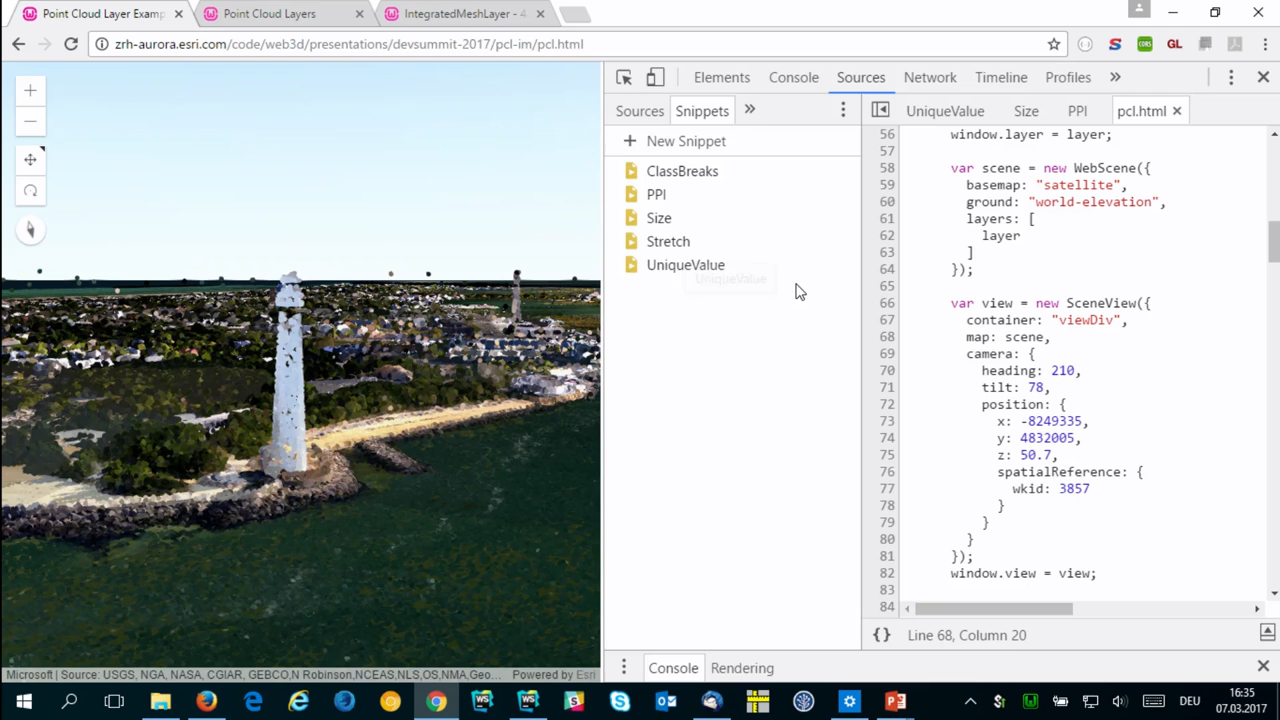 Point Cloud Layer Examp
Point Cloud Layers
IntegratedMeshLayer - 4.
zrh-aurora.esri.com/code/web3d/presentations/devsummit-2017/pcl-im/pcl.html
CORS
GL
Elements Console Sources Network Timeline Profiles »
Sources Snippets »
UniqueValue Size PPI pcl.html
New Snippet
ClassBreaks
PPI
Size
Stretch
UniqueValue
UniqueValue
56 window.layer = layer;
57
58 var scene = new WebScene({
59 basemap: "satellite",
60 ground: "world-elevation",
61 layers: [
62 layer
63 ]
64 });
65
66 var view = new SceneView({
67 container: "viewDiv",
68 map: scene,
69 camera: {
70 heading: 210,
71 tilt: 78,
72 position: {
73 x: -8249335,
74 y: 4832005,
75 z: 50.7,
76 spatialReference: {
77 wkid: 3857
78 }
79 }
80 }
81 });
82 window.view = view;
83
84
{} Line 68, Column 20
Console Rendering
Microsoft | Source: USGS, NGA, NASA, CGIAR, GEBCO,N Robinson,NCEAS,NLS,OS,NMA,Geo... Powered by Esri
DEU
16:35
07.03.2017